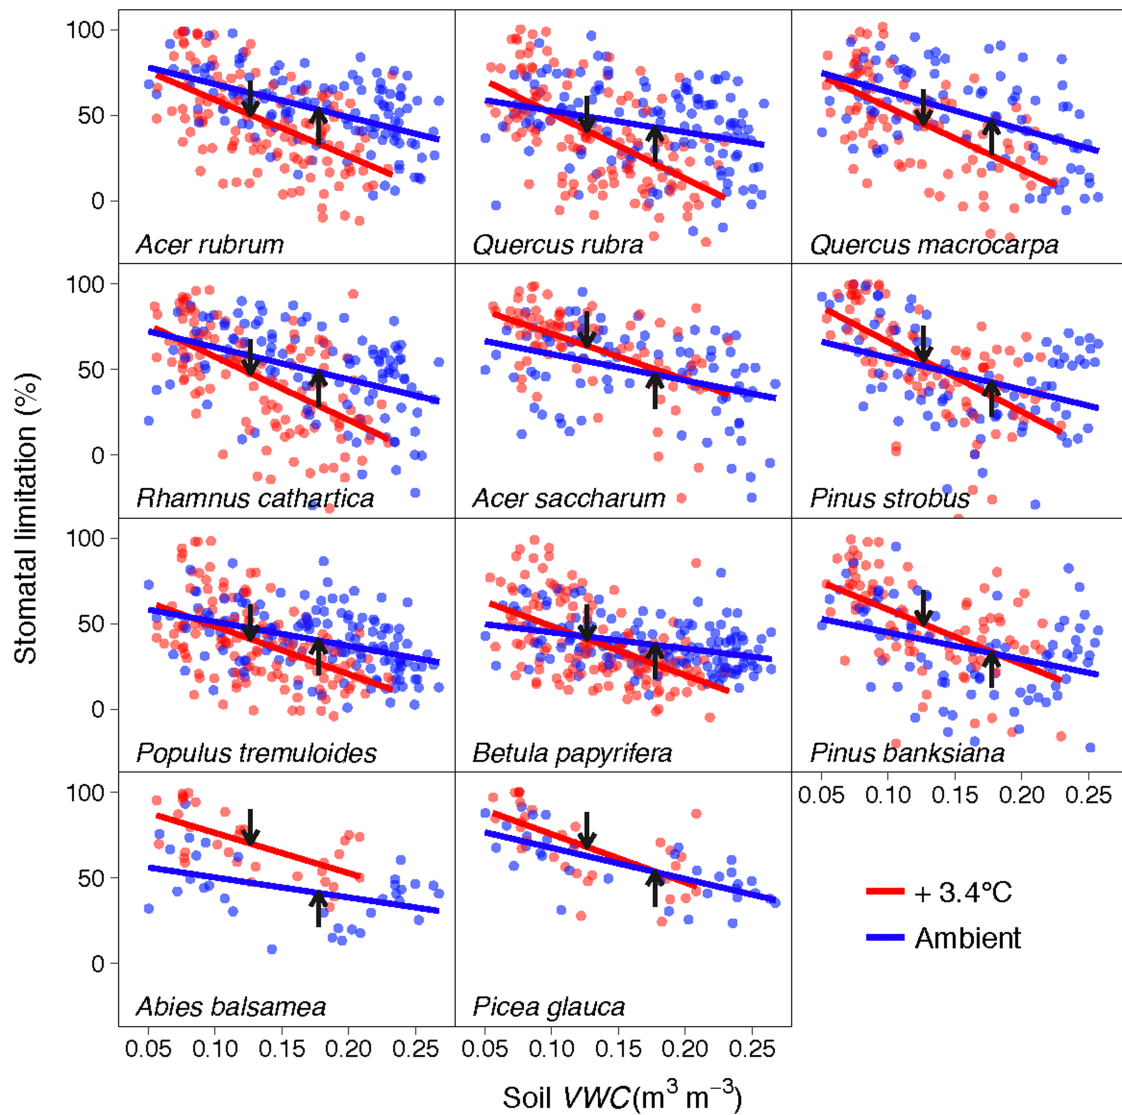 Stomatal limitation (%)
100
50
0
Acer rubrum
Quercus rubra
Quercus macrocarpa
100
50
0
Rhamnus cathartica
Acer saccharum
Pinus strobus
100
50
0
Populus tremuloides
Betula papyrifera
Pinus banksiana
0.05 0.10 0.15 0.20 0.25
100
50
0
Abies balsamea
Picea glauca
+ 3.4°C
Ambient
0.05 0.10 0.15 0.20 0.25
0.05 0.10 0.15 0.20 0.25
Soil VWC(m³ m⁻³)